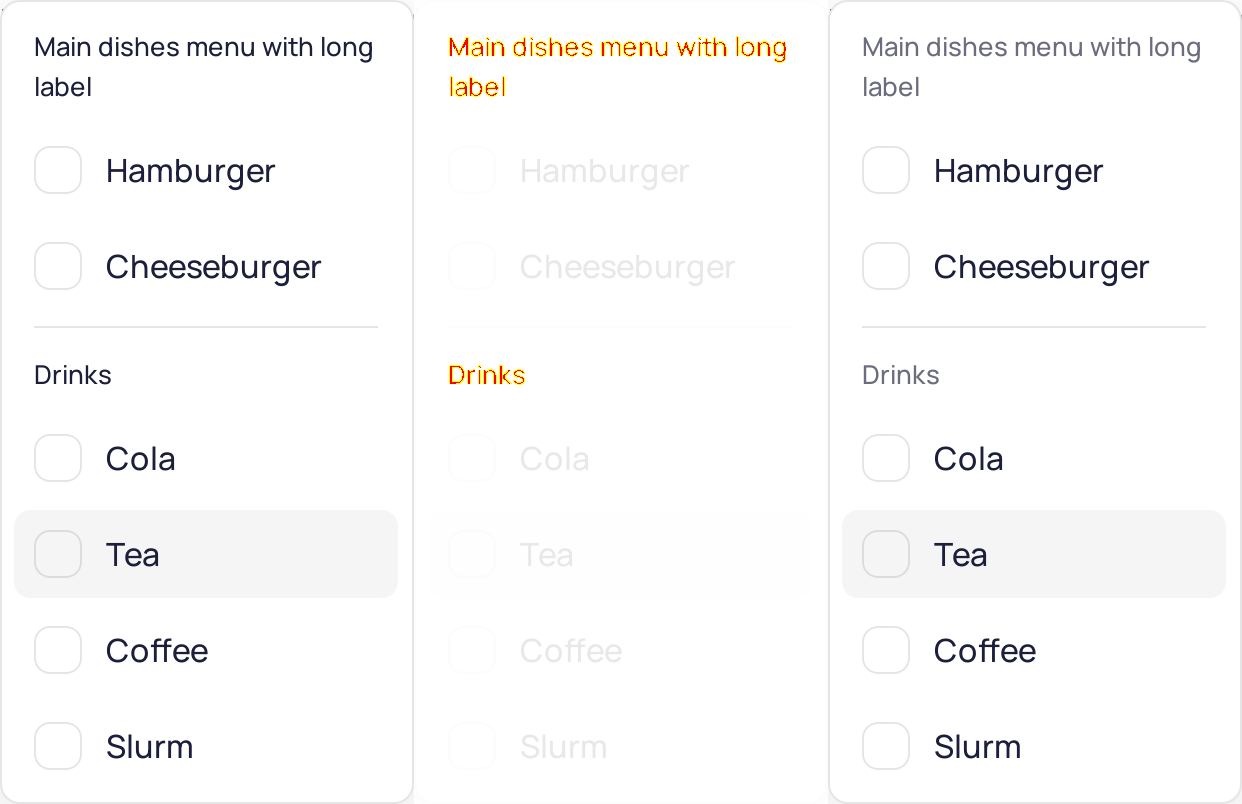 Main dishes menu with long
label
Hamburger
Cheeseburger
Drinks
Cola
Tea
Coffee
Slurm
Main dishes menu with long
label
Hamburger
Cheeseburger
Drinks
Cola
Tea
Coffee
Slurm
Main dishes menu with long
label
Hamburger
Cheeseburger
Drinks
Cola
Tea
Coffee
Slurm